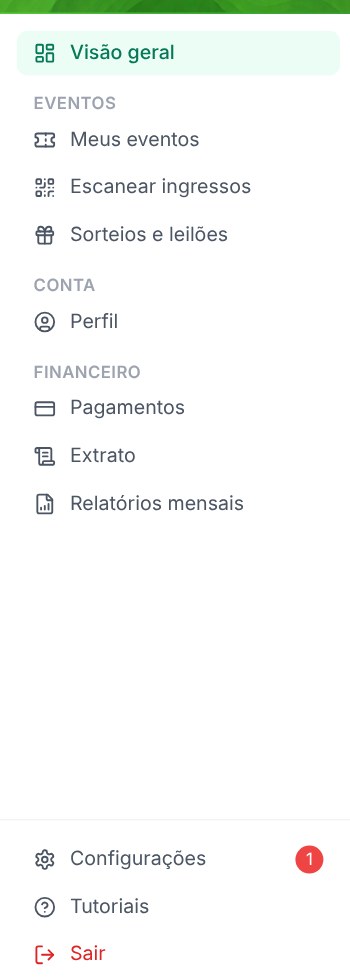 Visão geral
EVENTOS
Meus eventos
Escanear ingressos
Sorteios e leilões
CONTA
Perfil
FINANCEIRO
Pagamentos
Extrato
Relatórios mensais
Configurações 1
Tutoriais
Sair